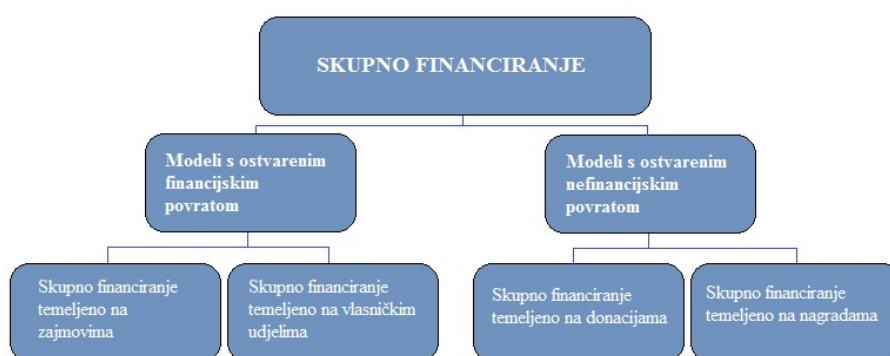 SKUPNO FINANCIRANJE
Modeli s ostvarenim
financijskim
povratom
Modeli s ostvarenim
nefinancijskim
povratom
Skupno financiranje
temeljeno na
zajmovima
Skupno financiranje
temeljeno na vlasničkim
udjelima
Skupno financiranje
temeljeno na donacijama
Skupno financiranje
temeljeno na nagradama